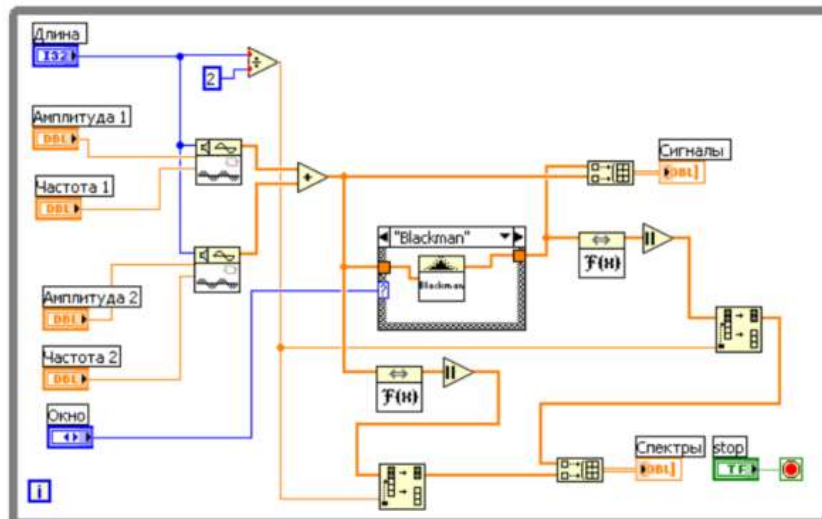 Длина
I32
2
Амплитуда 1
DBL
Частота 1
DBL
Сигналы
DBL
"Blackman"
Blackman
?
F(x)
Амплитуда 2
DBL
Частота 2
DBL
F(x)
Окно
Спектры
DBL
stop
TF
i